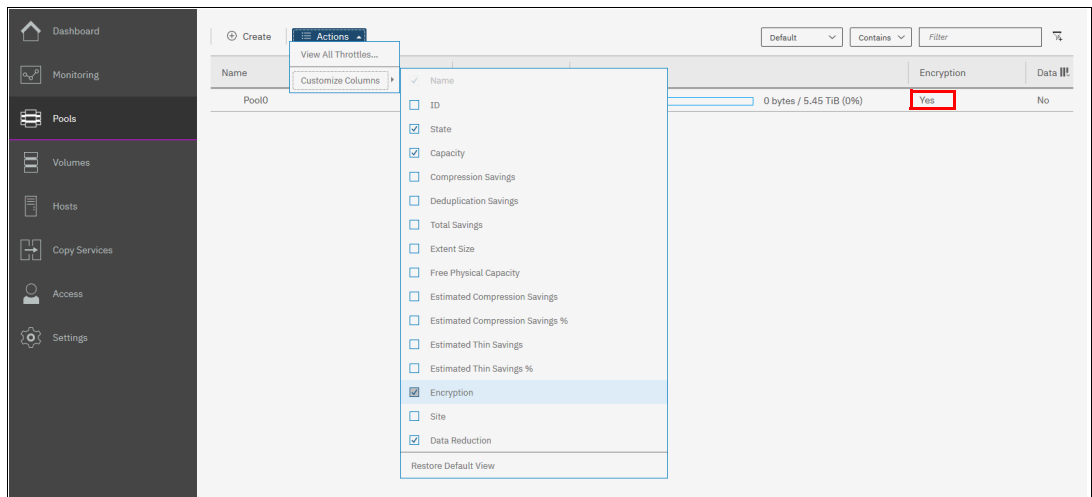 Dashboard
Monitoring
Pools
Volumes
Hosts
Copy Services
Access
Settings
Create
Actions
Default
Contains
Filter
View All Throttles...
Customize Columns
Name
Encryption
Data
Pool0
0 bytes / 5.45 TiB (0%)
Yes
No
Name
ID
State
Capacity
Compression Savings
Deduplication Savings
Total Savings
Extent Size
Free Physical Capacity
Estimated Compression Savings
Estimated Compression Savings %
Estimated Thin Savings
Estimated Thin Savings %
Encryption
Site
Data Reduction
Restore Default View